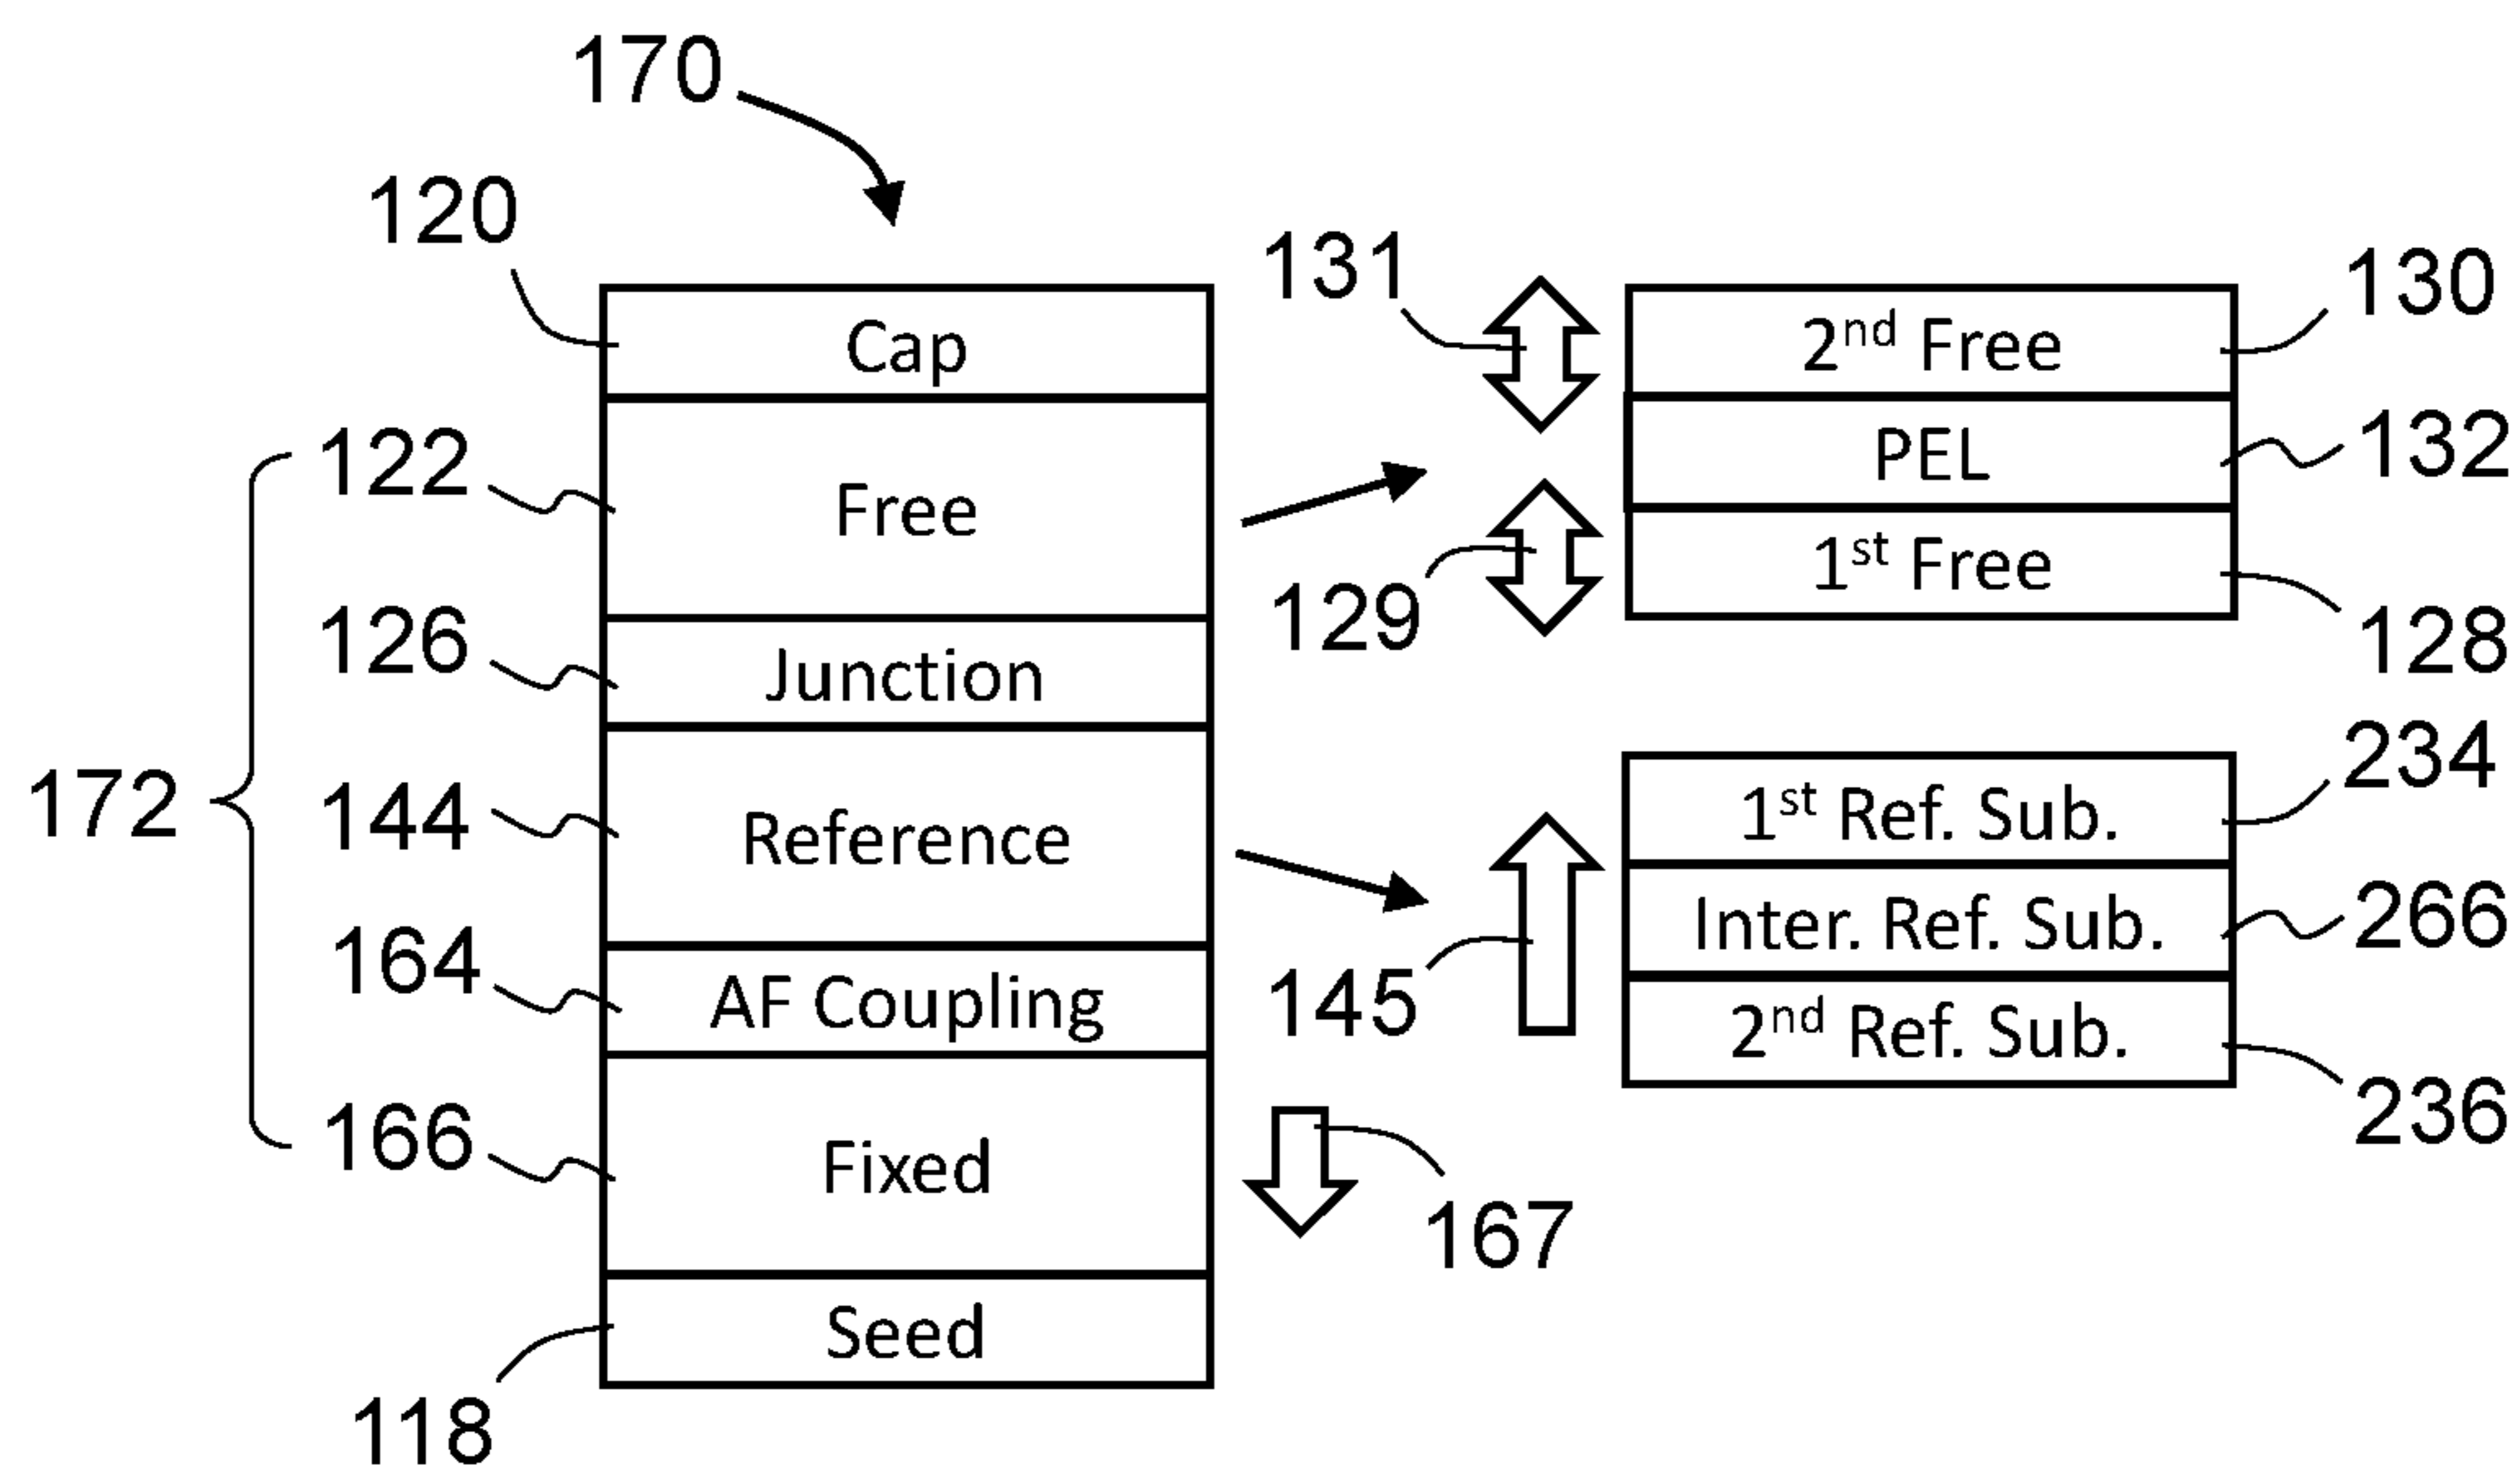 170
120
Cap
122
Free
126
Junction
172
144
Reference
164
AF Coupling
166
Fixed
167
Seed
118
131
2nd Free
130
PEL
132
129
1st Free
128
234
1st Ref. Sub.
Inter. Ref. Sub.
266
145
2nd Ref. Sub.
236